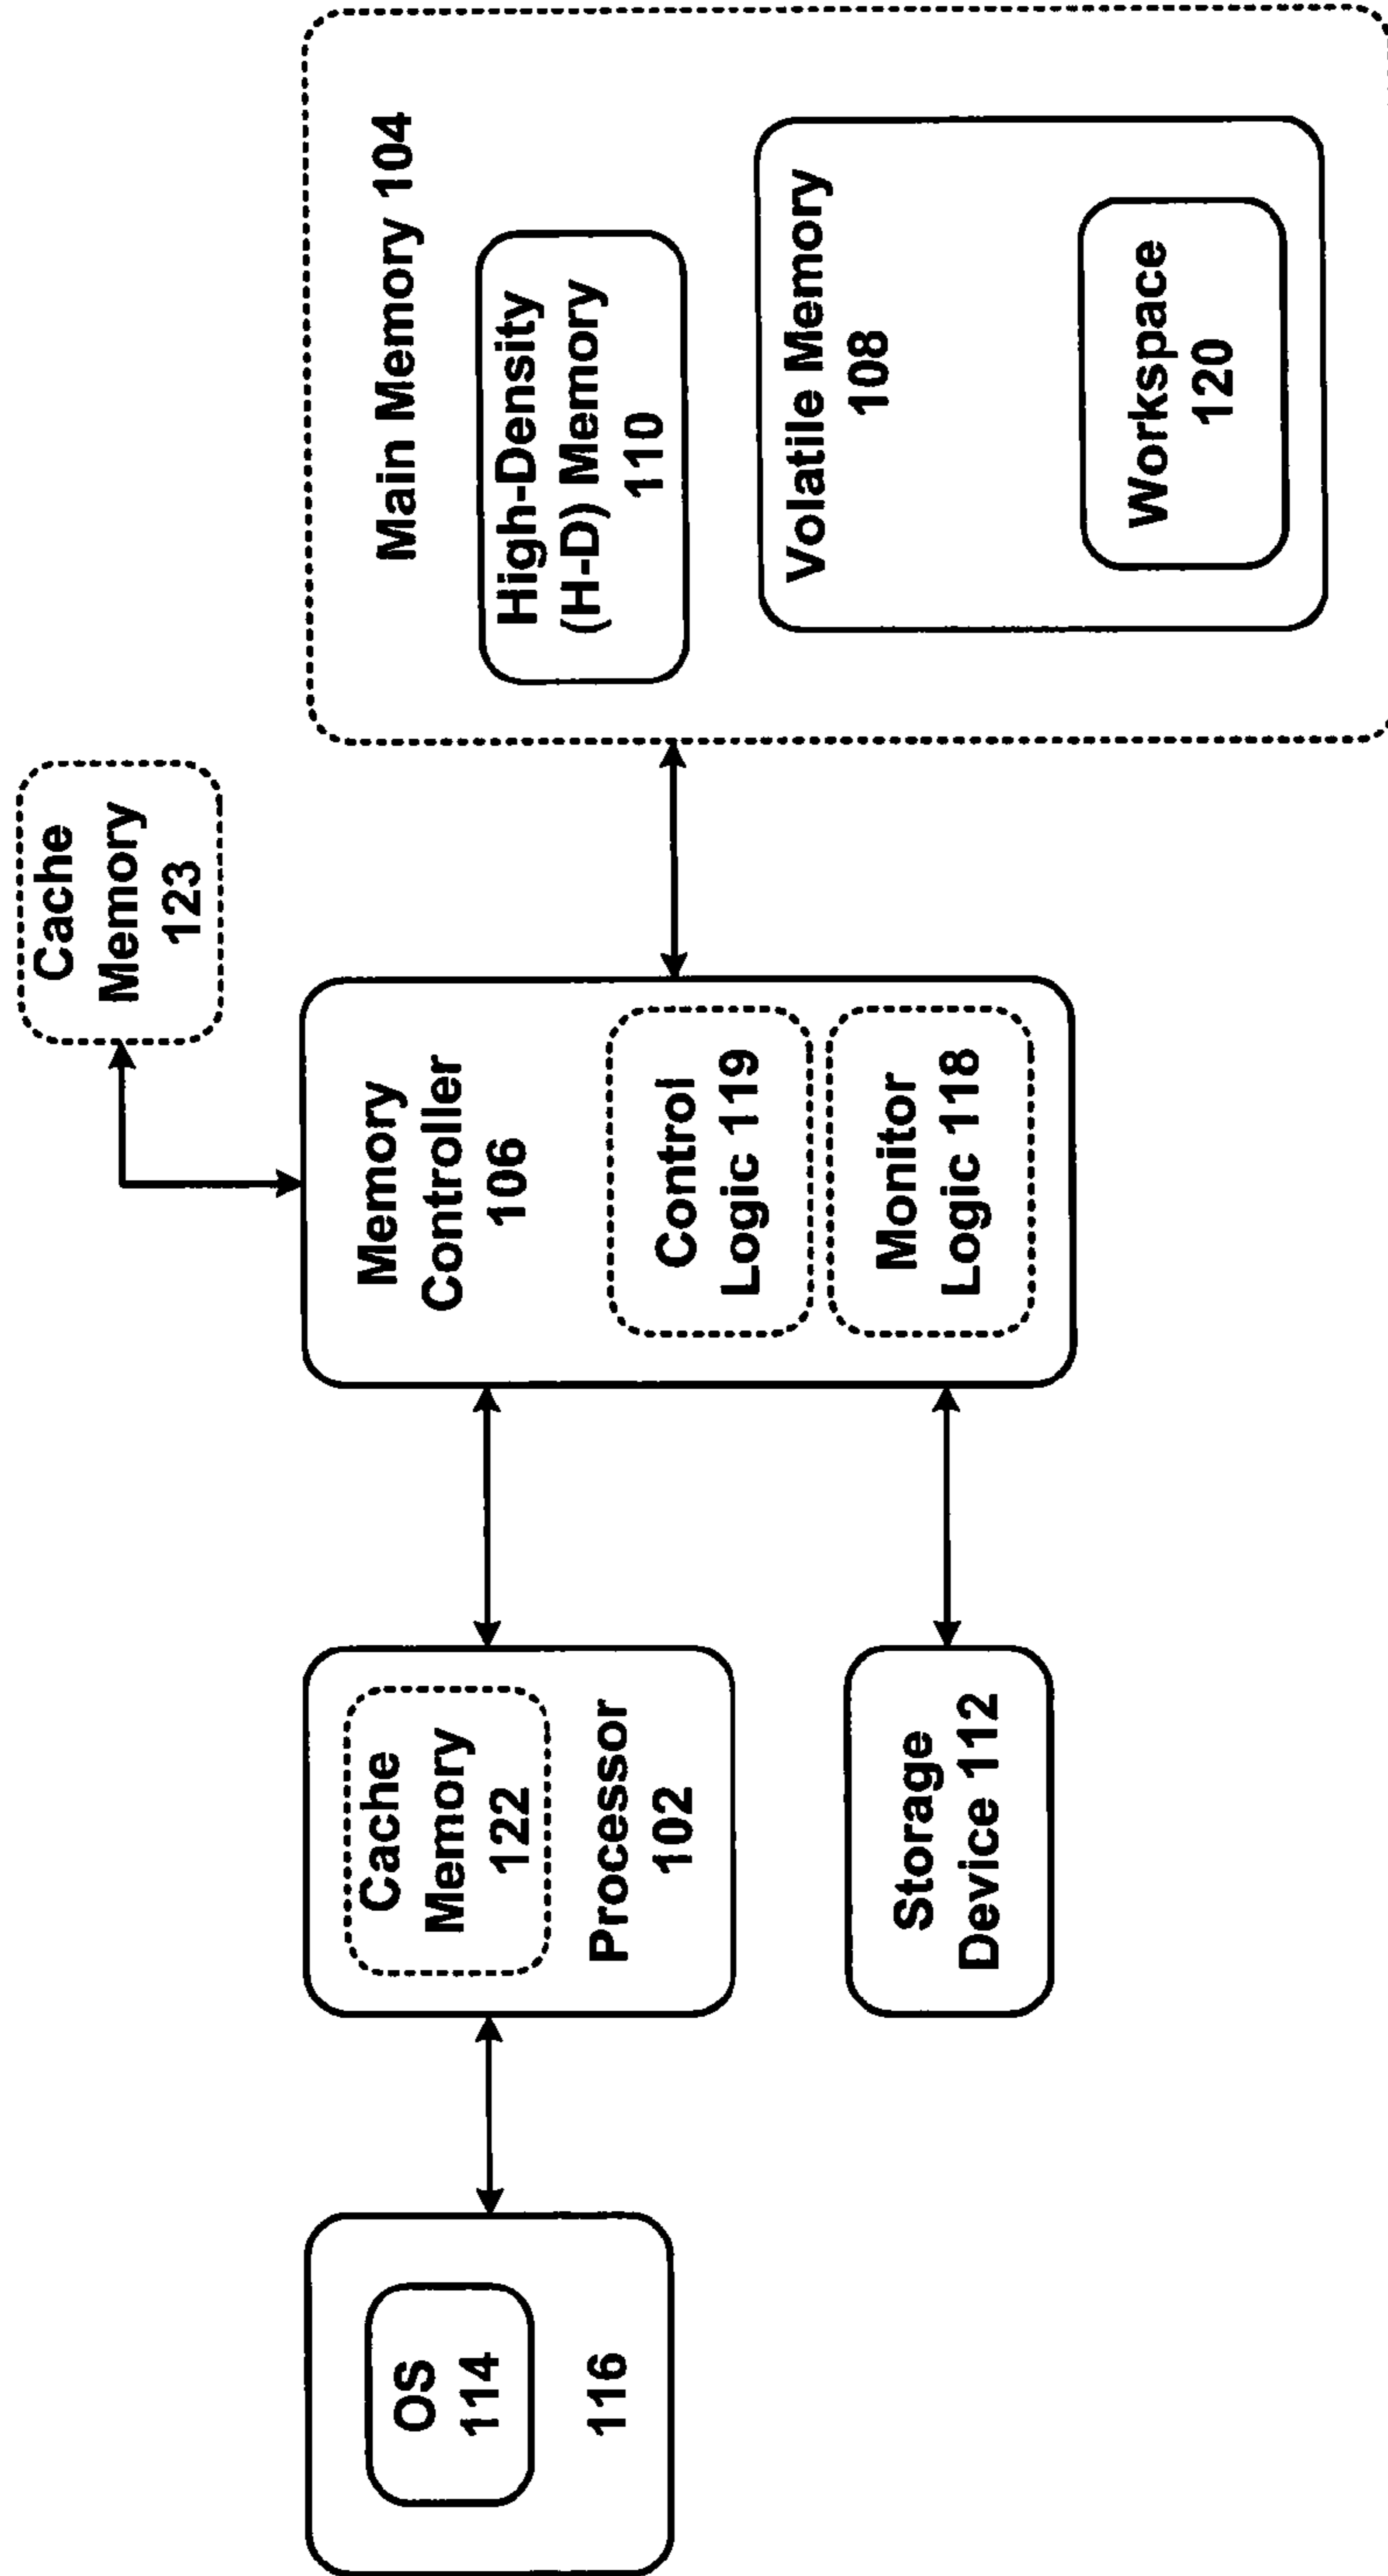 OS
114
116
Cache
Memory
122
Processor
102
Storage
Device 112
Cache
Memory
123
Memory
Controller
106
Control
Logic 119
Monitor
Logic 118
Main Memory 104
High-Density
(H-D) Memory
110
Volatile Memory
108
Workspace
120